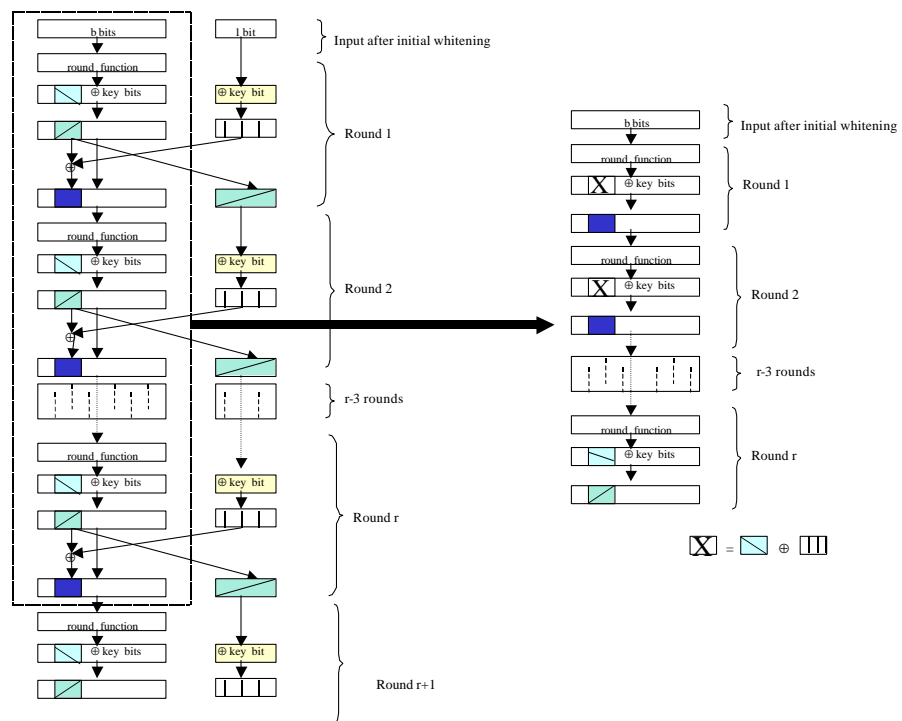 b bits
1 bit
Input after initial whitening
round function
⊕ key bits
⊕ key bit
Round 1
⊕
round function
⊕ key bits
⊕ key bit
Round 2
⊕
r-3 rounds
round function
⊕ key bits
⊕ key bit
Round r
⊕
round function
⊕ key bits
⊕ key bit
Round r+1
b bits
Input after initial whitening
round function
X ⊕ key bits
Round 1
round function
X ⊕ key bits
Round 2
r-3 rounds
round function
⊕ key bits
Round r
X = ⊕